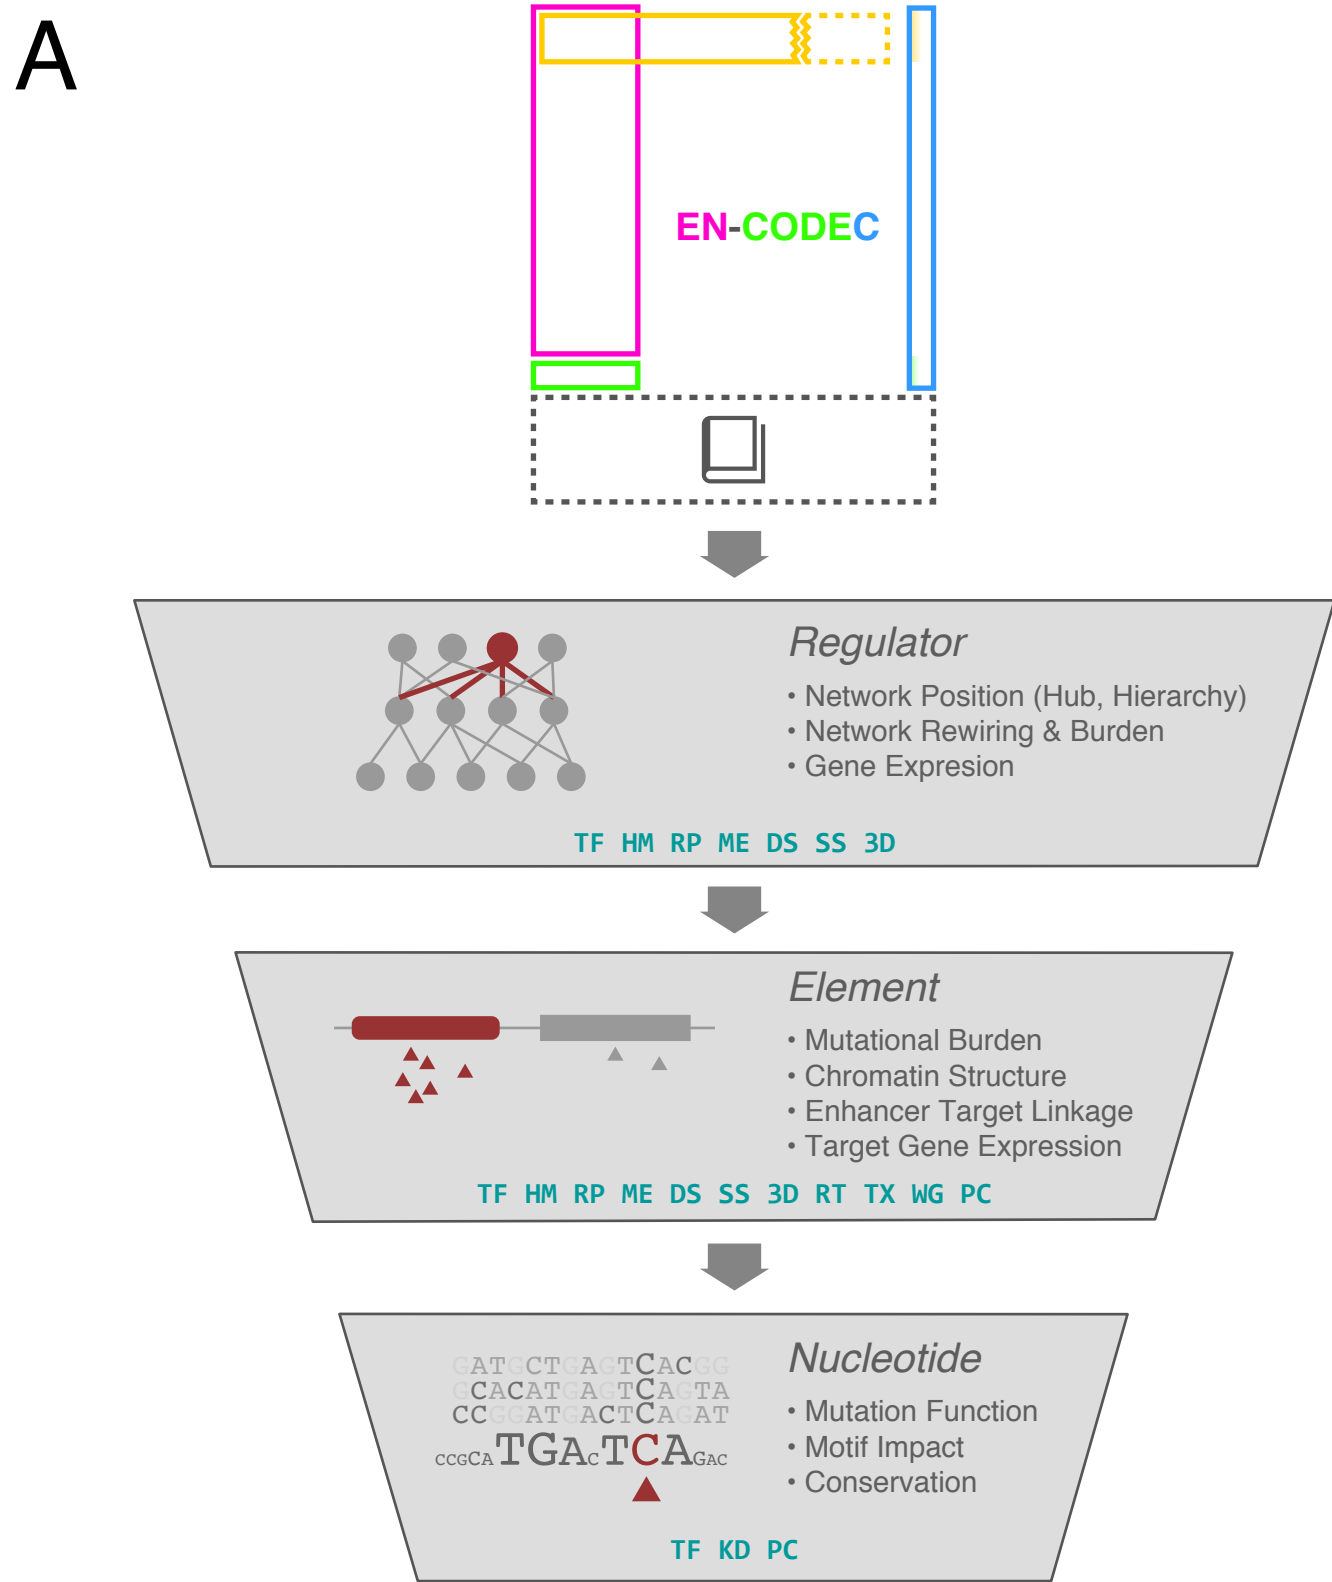 A
EN-CODEC
Regulator
• Network Position (Hub, Hierarchy)
• Network Rewiring & Burden
• Gene Expresion
TF HM RP ME DS SS 3D
Element
• Mutational Burden
• Chromatin Structure
• Enhancer Target Linkage
• Target Gene Expression
TF HM RP ME DS SS 3D RT TX WG PC
Nucleotide
• Mutation Function
• Motif Impact
• Conservation
GATGCTGAGTCACGG
GCACATGAGTCAGTA
CCGGATGACTCAGAT
CCGCATGACTCAGAC
TF KD PC